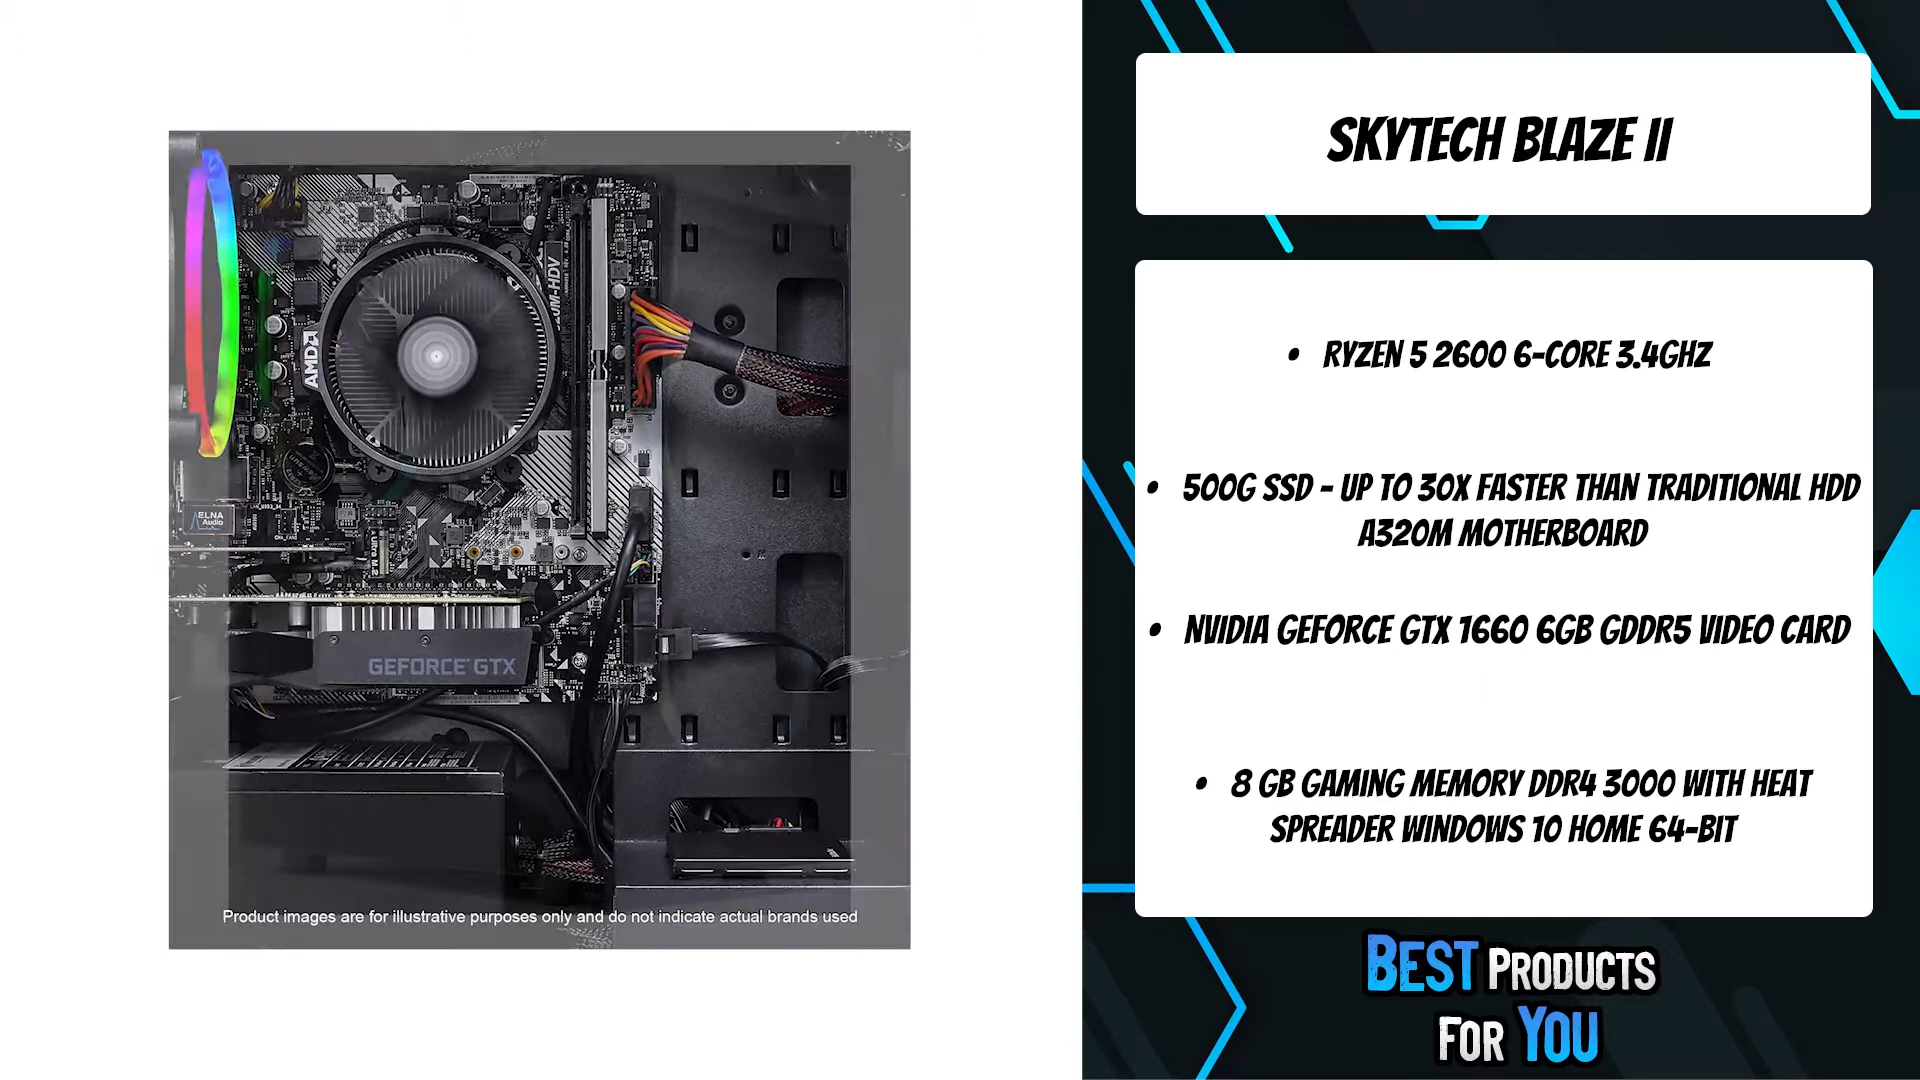 SKYTECH BLAZE II
• RYZEN 5 2600 6-CORE 3.4GHZ
• 500G SSD – UP TO 30X FASTER THAN TRADITIONAL HDD
A320M MOTHERBOARD
• NVIDIA GEFORCE GTX 1660 6GB GDDR5 VIDEO CARD
• 8 GB GAMING MEMORY DDR4 3000 WITH HEAT
SPREADER WINDOWS 10 HOME 64-BIT
BEST PRODUCTS
FOR YOU
AMD
ELNA
Audio
Ultra M.2
GEFORCE GTX
Product images are for illustrative purposes only and do not indicate actual brands used